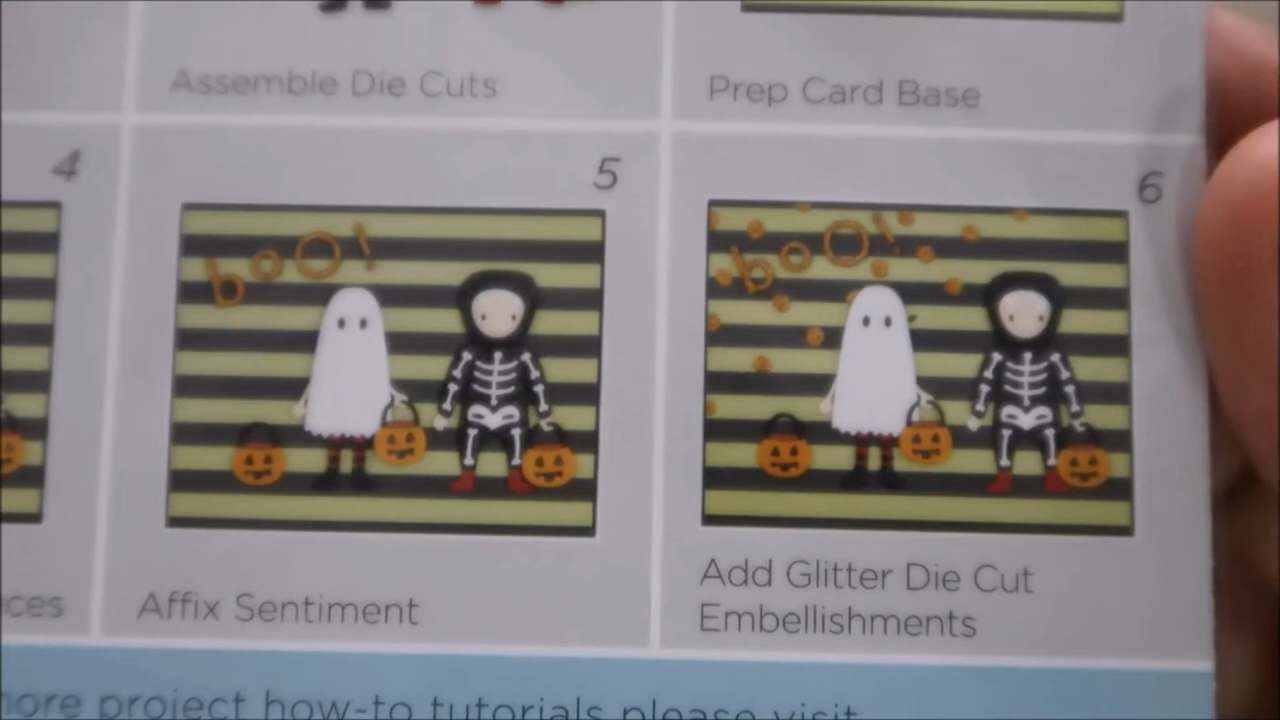 Assemble Die Cuts
Prep Card Base
4
5
6
boo!
boo!
Affix Sentiment
Add Glitter Die Cut
Embellishments
project how-to tutorials please visit